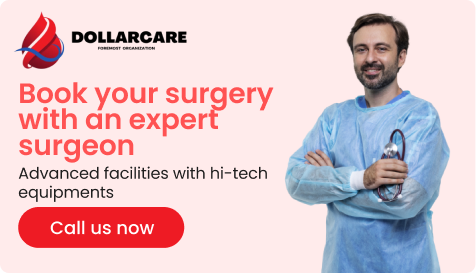 DOLLARCARE
FOREMOST ORGANIZATION
Book your surgery
with an expert
surgeon
Advanced facilities with hi-tech
equipments
Call us now